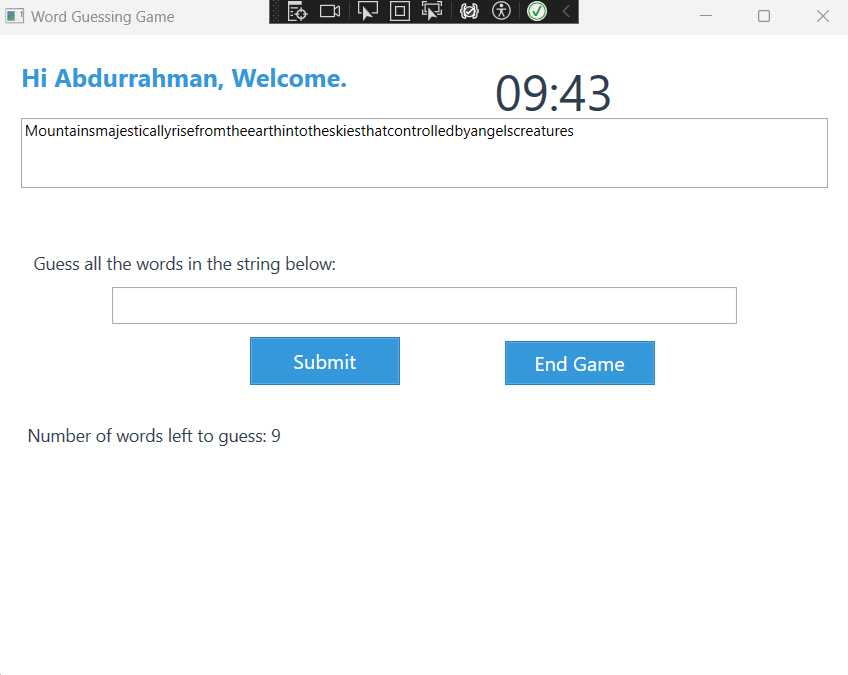 Word Guessing Game
Hi Abdurrahman, Welcome.
09:43
Mountainsmajesticallyrisefromtheearthintotheskiesthatcontrolledbyangelscreatures
Guess all the words in the string below:
Submit
End Game
Number of words left to guess: 9